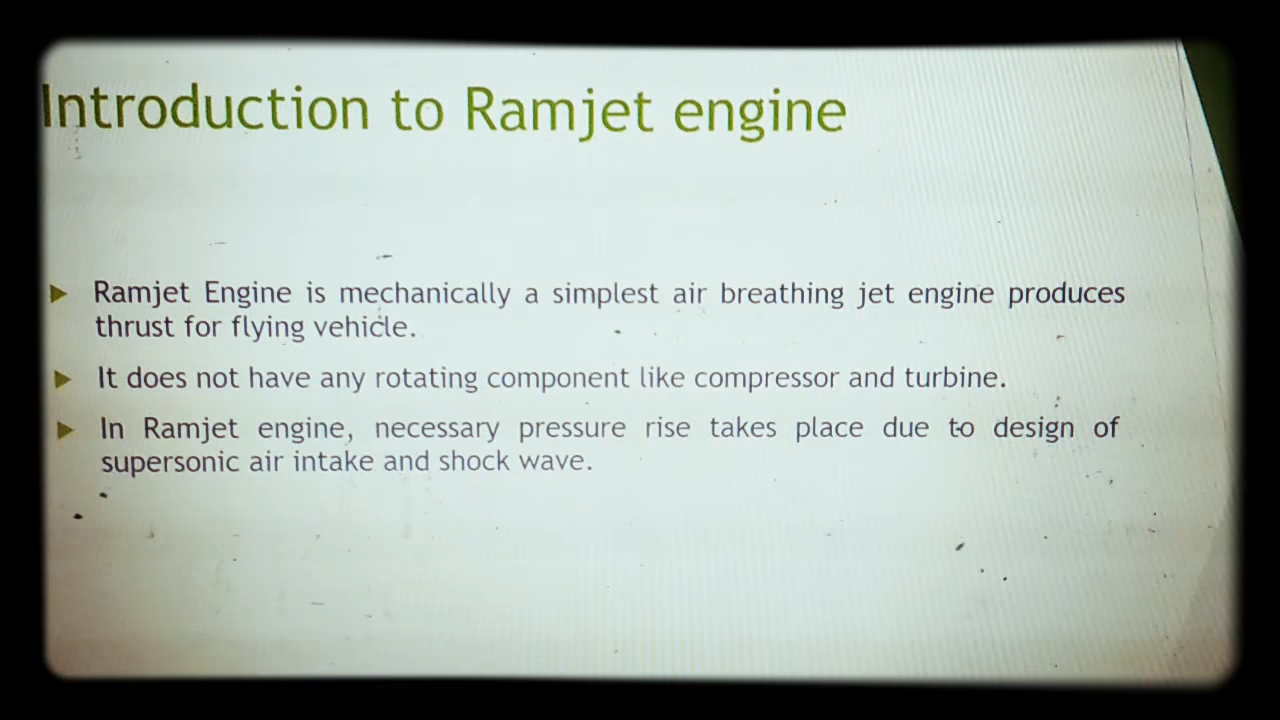 Introduction to Ramjet engine
Ramjet Engine is mechanically a simplest air breathing jet engine produces
thrust for flying vehicle.
It does not have any rotating component like compressor and turbine.
In Ramjet engine, necessary pressure rise takes place due to design of
supersonic air intake and shock wave.